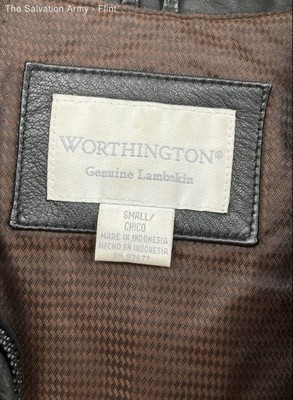 The Salvation Army - Flint
WORTHINGTON®
Genuine Lambskin
SMALL/
CHICO
MADE IN INDONESIA
HECHO EN INDONESIA